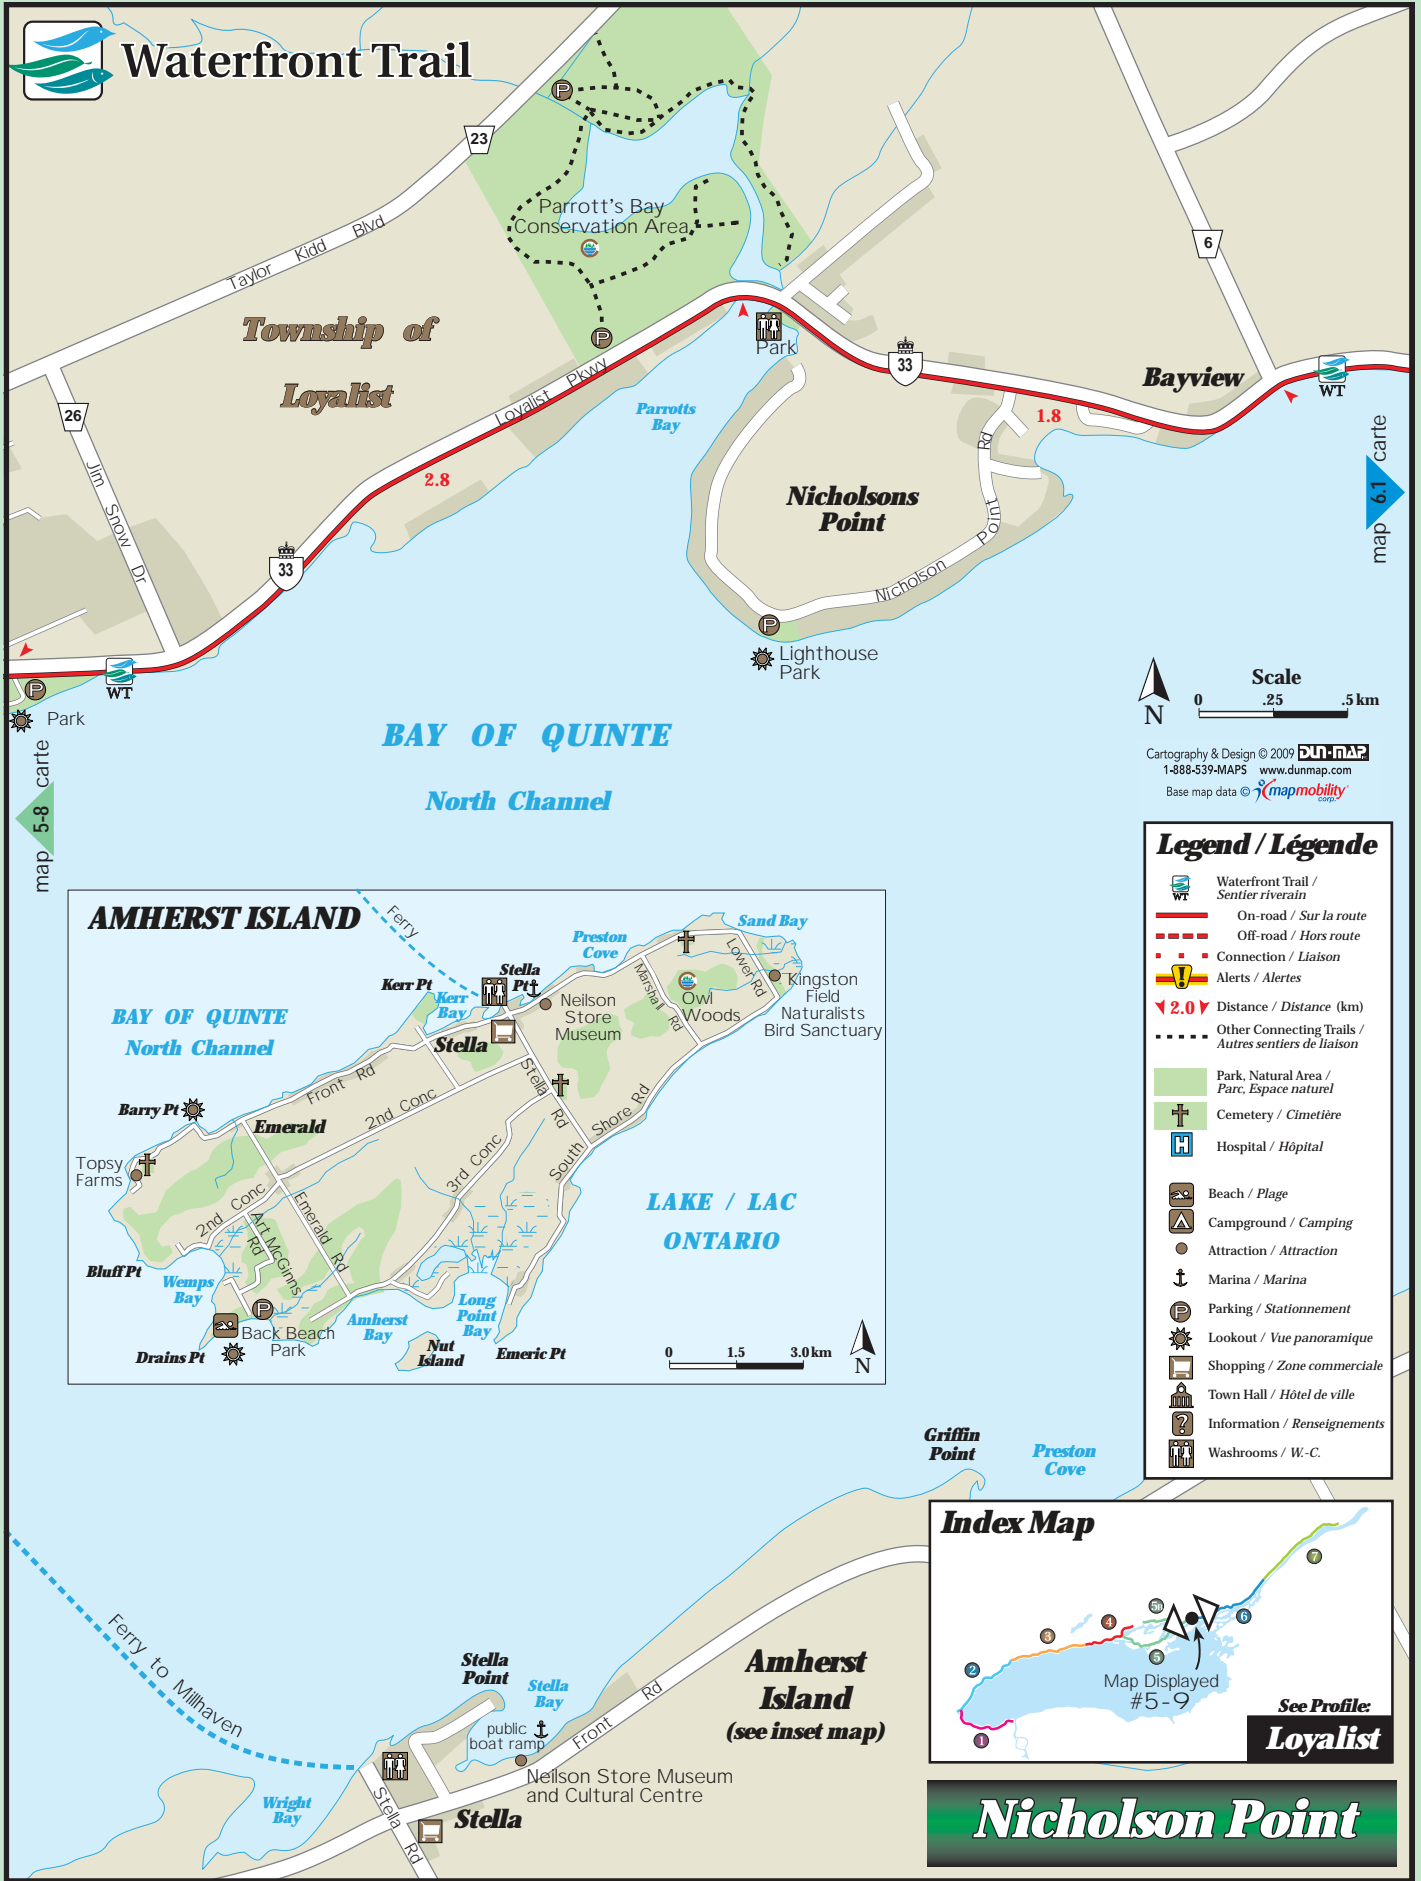 Waterfront Trail
23
P
Parrott's Bay
Conservation Area
Taylor Kidd Blvd
Township of
Loyalist
P
Park
Loyalist Pkwy
33
6
Bayview
WT
1.8
Parrotts
Bay
2.8
26
Jim Snow Dr
33
Nicholsons
Point
Nicholson Point Rd
map 6.1 carte
P
Lighthouse
Park
WT
P
Park
map 5-8 carte
BAY OF QUINTE
North Channel
N
Scale
0 .25 .5 km
Cartography & Design © 2009 DUN·MAP
1-888-539-MAPS www.dunmap.com
Base map data © mapmobility corp.
Legend / Légende
WT
Waterfront Trail /
Sentier riverain
On-road / Sur la route
Off-road / Hors route
Connection / Liaison
! Alerts / Alertes
2.0 Distance / Distance (km)
Other Connecting Trails /
Autres sentiers de liaison
Park, Natural Area /
Parc, Espace naturel
Cemetery / Cimetière
H Hospital / Hôpital
Beach / Plage
Campground / Camping
Attraction / Attraction
Marina / Marina
P Parking / Stationnement
Lookout / Vue panoramique
Shopping / Zone commerciale
Town Hall / Hôtel de ville
? Information / Renseignements
Washrooms / W.-C.
AMHERST ISLAND
Ferry
Sand Bay
Preston
Cove
Stella
Pt
Kerr Pt
Kerr
Bay
Lower Rd
Marshall Rd
Owl
Woods
Kingston
Field
Naturalists
Bird Sanctuary
Neilson
Store
Museum
BAY OF QUINTE
North Channel
Stella
Stella Rd
Front Rd
2nd Conc
Barry Pt
Emerald
South Shore Rd
3rd Conc
Topsy
Farms
2nd Conc
Emerald Rd
Art McGinns Rd
LAKE / LAC
ONTARIO
Bluff Pt
Wemps
Bay
P
Back Beach
Park
Drains Pt
Amherst
Bay
Long
Point
Bay
Nut
Island
Emeric Pt
0 1.5 3.0 km
N
Griffin
Point
Preston
Cove
Ferry to Millhaven
Stella
Point
Stella
Bay
public
boat ramp
Front Rd
Amherst
Island
(see inset map)
Neilson Store Museum
and Cultural Centre
Wright
Bay
Stella
Stella Rd
Index Map
7
5B
6
4
3
5
2
1
Map Displayed
#5-9
See Profile:
Loyalist
Nicholson Point